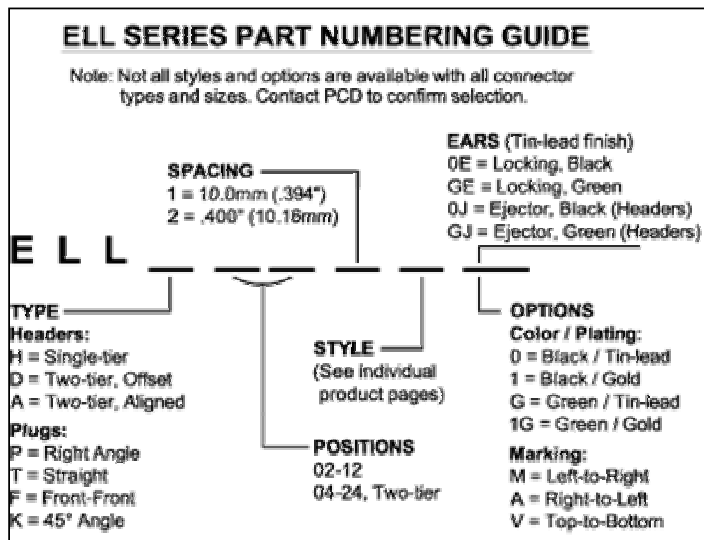 ELL SERIES PART NUMBERING GUIDE
Note: Not all styles and options are available with all connector
types and sizes. Contact PCD to confirm selection.
EARS (Tin-lead finish)
0E = Locking, Black
GE = Locking, Green
0J = Ejector, Black (Headers)
GJ = Ejector, Green (Headers)
SPACING
1 = 10.0mm (.394")
2 = .400" (10.16mm)
E L L
TYPE
Headers:
H = Single-tier
D = Two-tier, Offset
A = Two-tier, Aligned
Plugs:
P = Right Angle
T = Straight
F = Front-Front
K = 45° Angle
STYLE
(See individual
product pages)
POSITIONS
02-12
04-24, Two-tier
OPTIONS
Color / Plating:
0 = Black / Tin-lead
1 = Black / Gold
G = Green / Tin-lead
1G = Green / Gold
Marking:
M = Left-to-Right
A = Right-to-Left
V = Top-to-Bottom